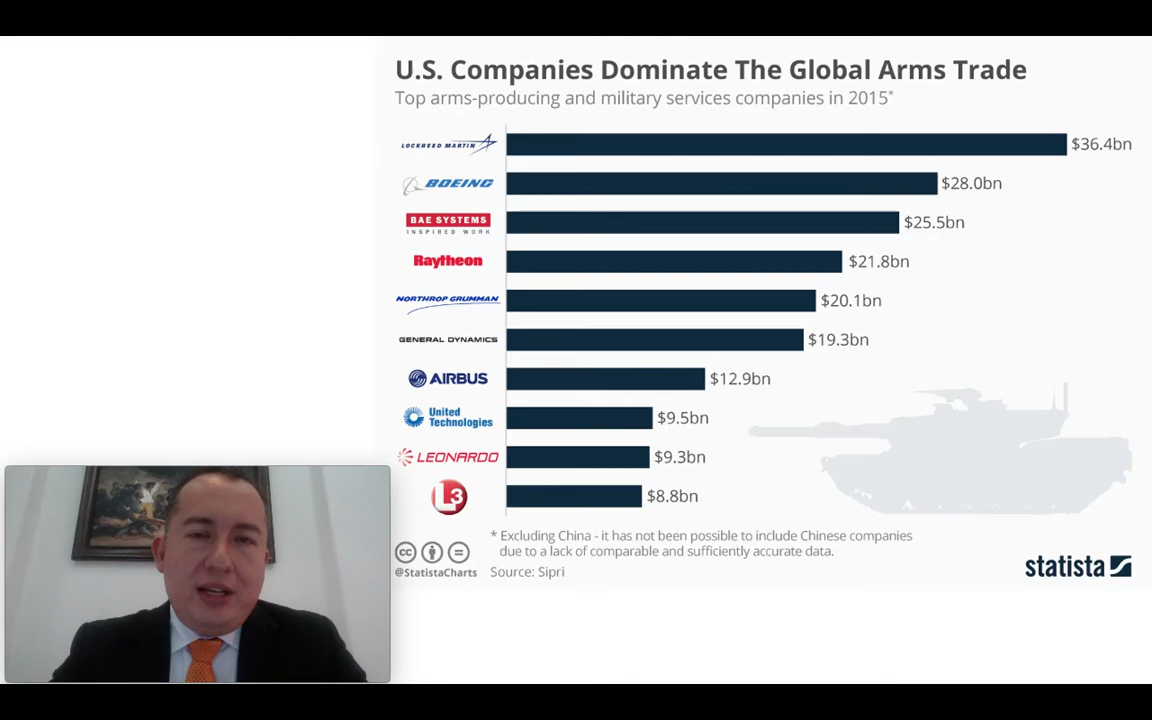 U.S. Companies Dominate The Global Arms Trade
Top arms-producing and military services companies in 2015*
LOCKHEED MARTIN $36.4bn
BOEING $28.0bn
BAE SYSTEMS
INSPIRED WORK
$25.5bn
Raytheon $21.8bn
NORTHROP GRUMMAN $20.1bn
GENERAL DYNAMICS $19.3bn
AIRBUS $12.9bn
United
Technologies
$9.5bn
LEONARDO $9.3bn
L3 $8.8bn
* Excluding China - it has not been possible to include Chinese companies
due to a lack of comparable and sufficiently accurate data.
cc
@StatistaCharts Source: Sipri
statista